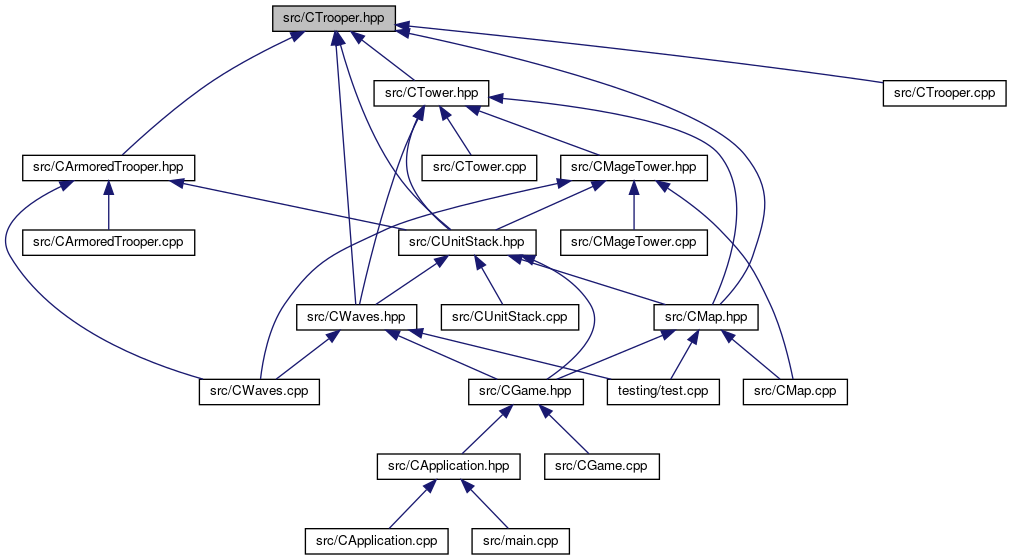 src/CTrooper.hpp
src/CTower.hpp
src/CTrooper.cpp
src/CArmoredTrooper.hpp
src/CTower.cpp
src/CMageTower.hpp
src/CArmoredTrooper.cpp
src/CUnitStack.hpp
src/CMageTower.cpp
src/CWaves.hpp
src/CUnitStack.cpp
src/CMap.hpp
src/CWaves.cpp
src/CGame.hpp
testing/test.cpp
src/CMap.cpp
src/CApplication.hpp
src/CGame.cpp
src/CApplication.cpp
src/main.cpp